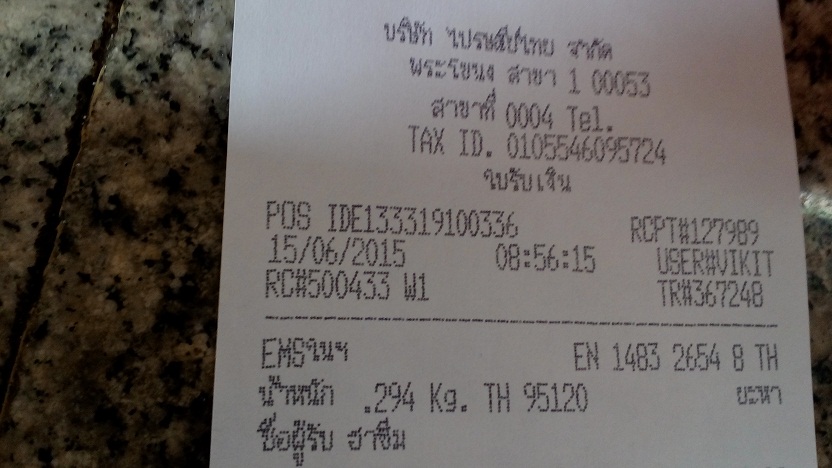 บริษัท ไปรษณีย์ไทย จำกัด
พระโขนง สาขา 1 00053
สาขาที่ 0004 Tel.
TAX ID. 0105546095724
ใบรับเงิน
POS IDE133319100336 RCPT#127989
15/06/2015 08:56:15 USER#VIKIT
RC#500433 W1 TR#367248
EMSในฯ EN 1483 2654 8 TH
น้ำหนัก .294 Kg. TH 95120 ยะหา
ชื่อผู้รับ ฮาซิม